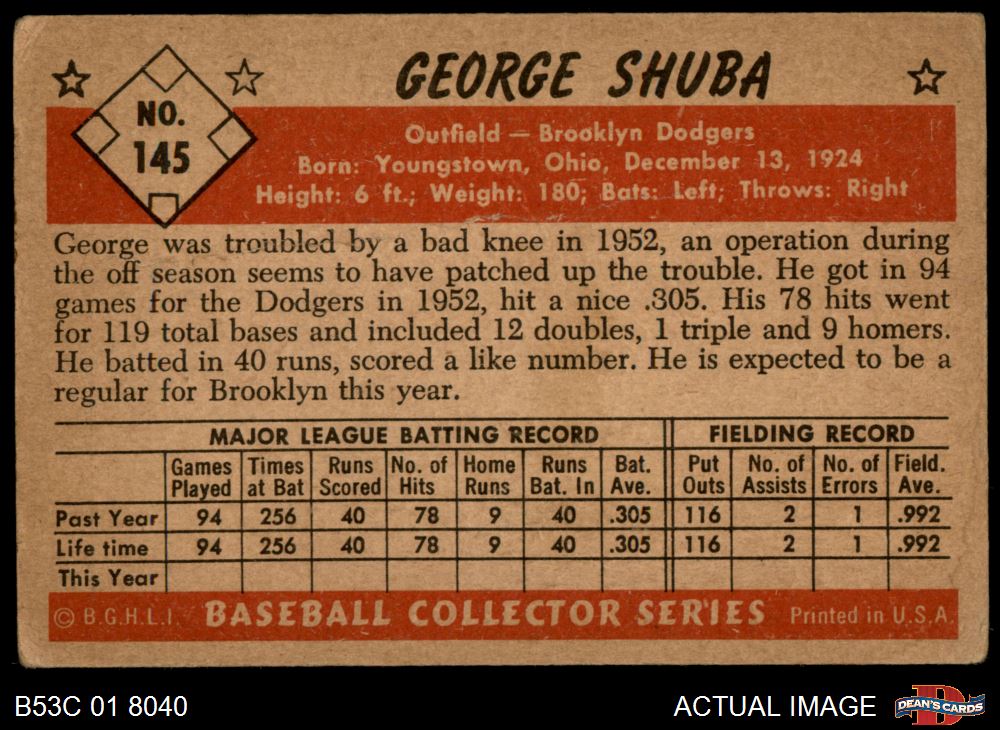 GEORGE SHUBA
NO.
145
Outfield — Brooklyn Dodgers
Born: Youngstown, Ohio, December 13, 1924
Height: 6 ft.; Weight: 180; Bats: Left; Throws: Right
George was troubled by a bad knee in 1952, an operation during
the off season seems to have patched up the trouble. He got in 94
games for the Dodgers in 1952, hit a nice .305. His 78 hits went
for 119 total bases and included 12 doubles, 1 triple and 9 homers.
He batted in 40 runs, scored a like number. He is expected to be a
regular for Brooklyn this year.
MAJOR LEAGUE BATTING RECORD FIELDING RECORD
Games Times Runs No. of Home Runs Bat. Put No. of No. of Field.
Played at Bat Scored Hits Runs Bat. In Ave. Outs Assists Errors Ave.
Past Year 94 256 40 78 9 40 .305 116 2 1 .992
Life time 94 256 40 78 9 40 .305 116 2 1 .992
This Year
© B.G.H.L.I. BASEBALL COLLECTOR SERIES Printed in U.S.A.
B53C 01 8040 ACTUAL IMAGE DEAN'S CARDS